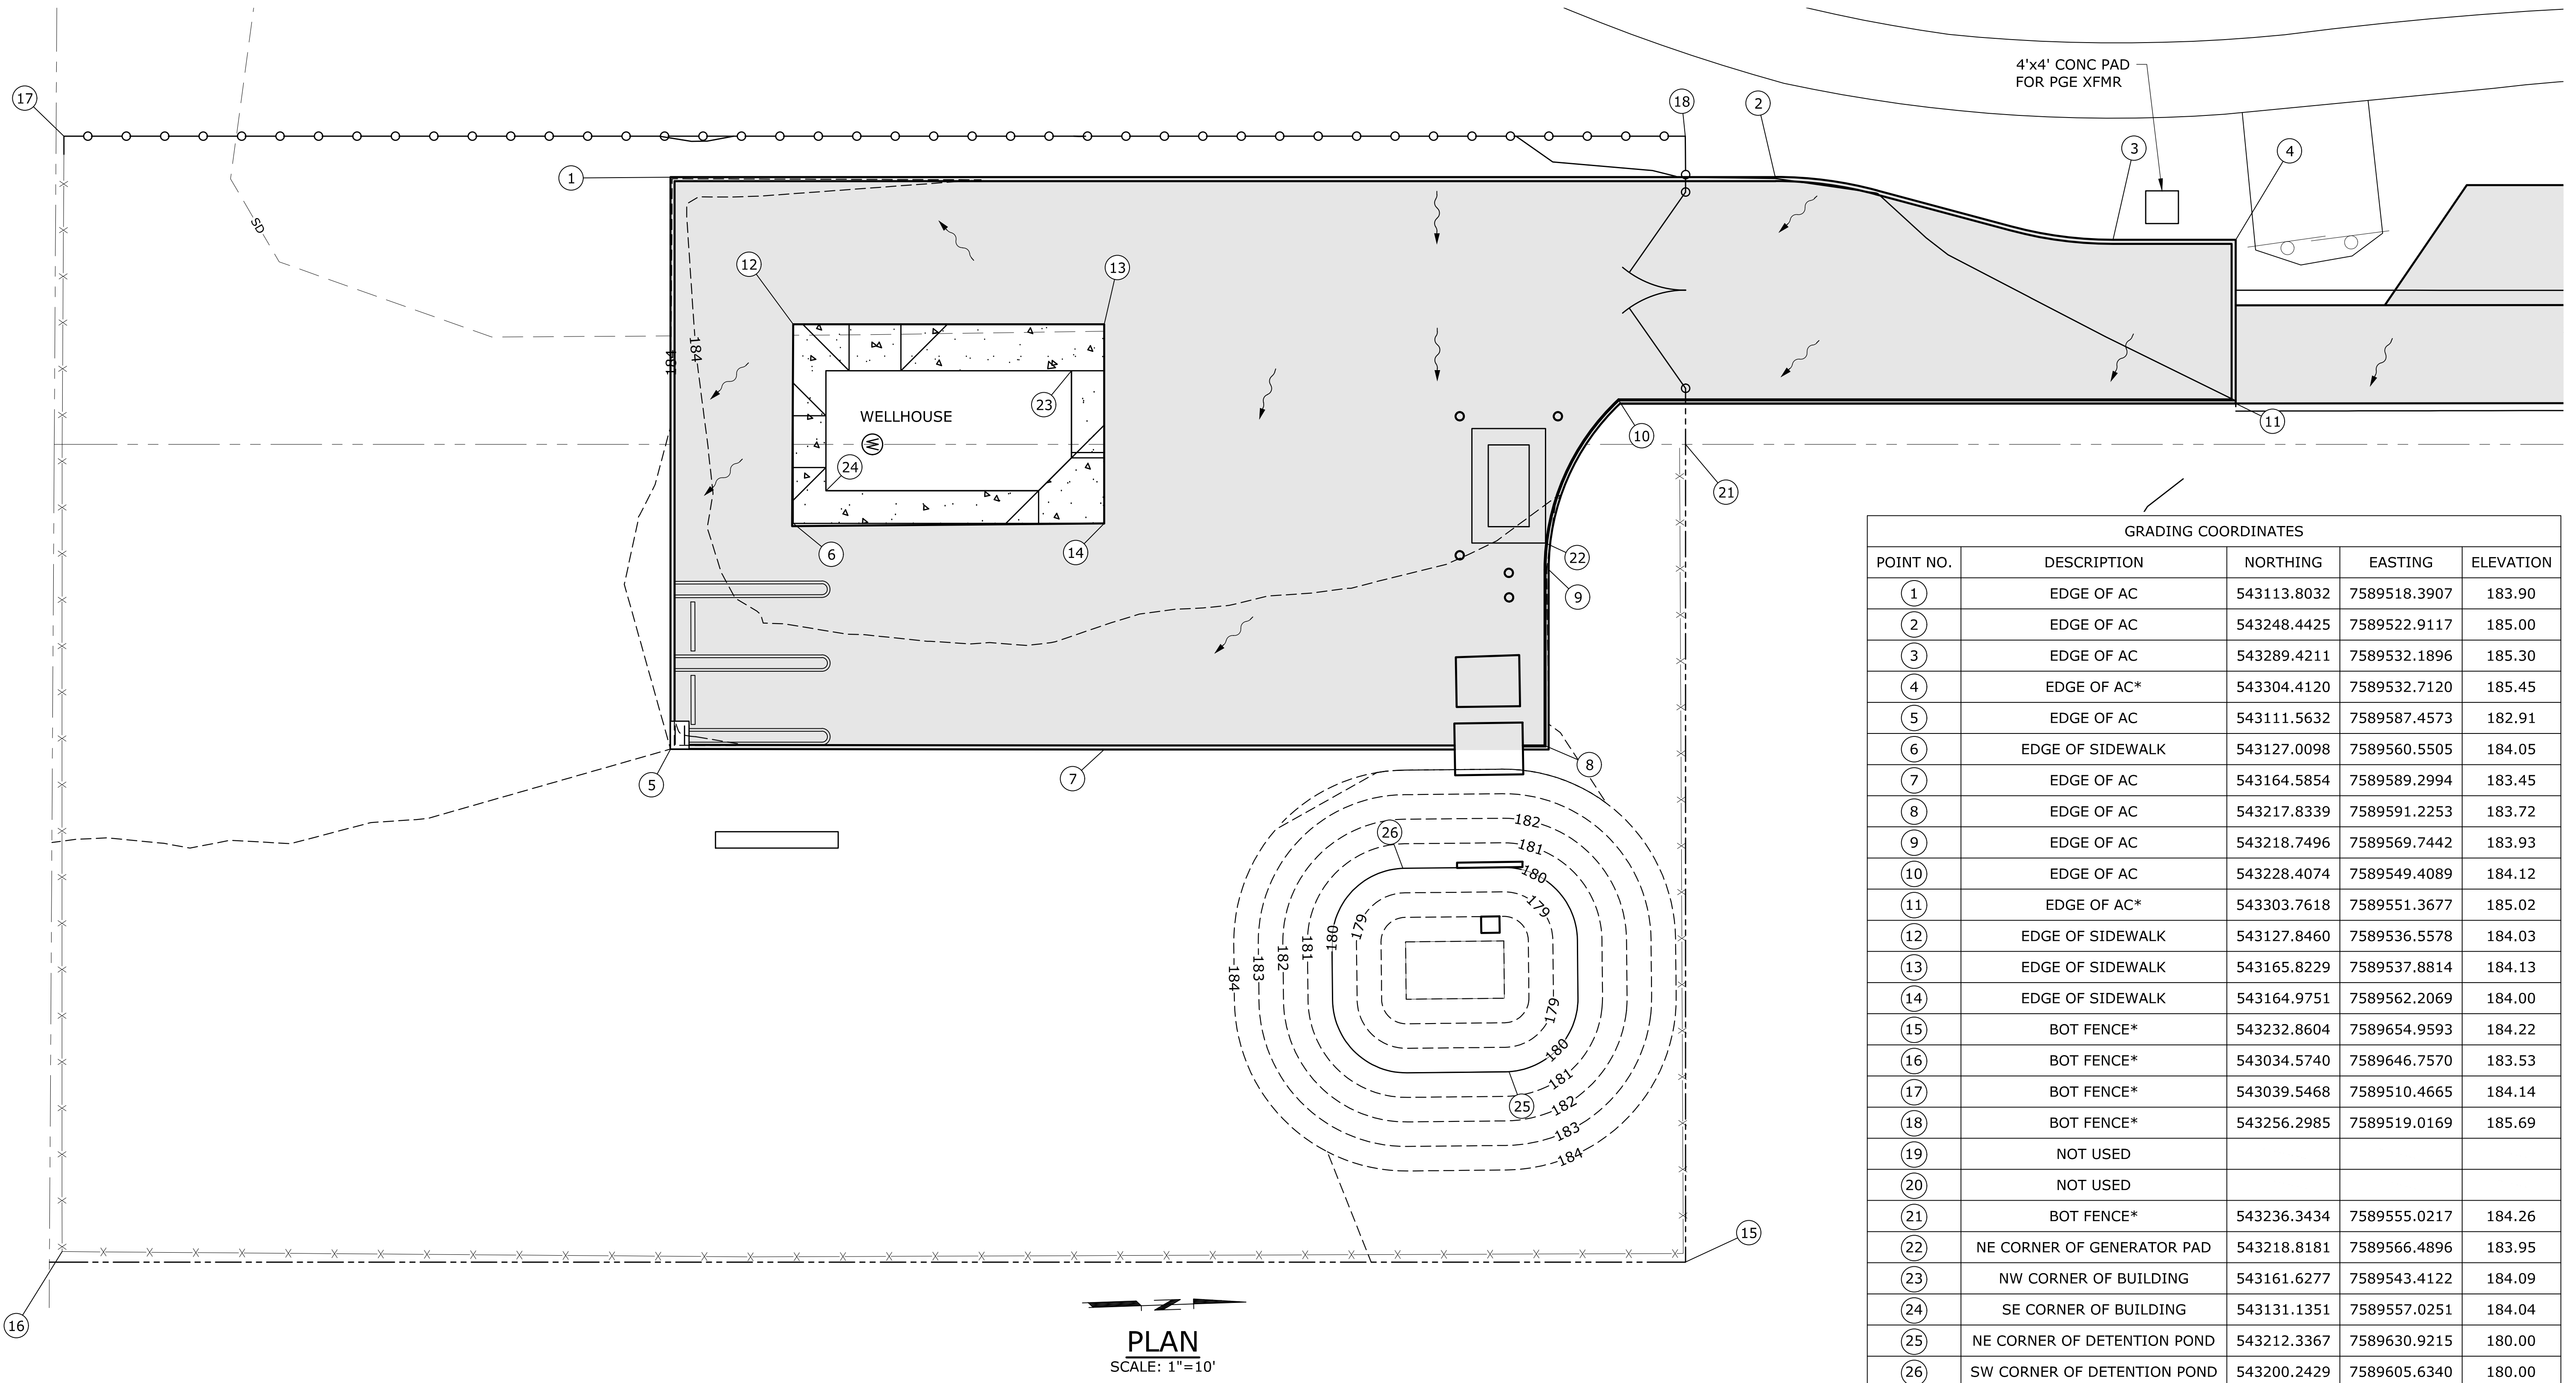 4'x4' CONC PAD
FOR PGE XFMR
17
18
2
3
4
1
SD
12
13
184
184
WELLHOUSE
W
23
24
10
11
21
6
14
22
9
5
7
8
26
182
181
180
179
179
180
181
182
183
184
179
180
181
182
183
184
25
15
16
N
PLAN
SCALE: 1"=10'
GRADING COORDINATES
POINT NO. DESCRIPTION NORTHING EASTING ELEVATION
1 EDGE OF AC 543113.8032 7589518.3907 183.90
2 EDGE OF AC 543248.4425 7589522.9117 185.00
3 EDGE OF AC 543289.4211 7589532.1896 185.30
4 EDGE OF AC* 543304.4120 7589532.7120 185.45
5 EDGE OF AC 543111.5632 7589587.4573 182.91
6 EDGE OF SIDEWALK 543127.0098 7589560.5505 184.05
7 EDGE OF AC 543164.5854 7589589.2994 183.45
8 EDGE OF AC 543217.8339 7589591.2253 183.72
9 EDGE OF AC 543218.7496 7589569.7442 183.93
10 EDGE OF AC 543228.4074 7589549.4089 184.12
11 EDGE OF AC* 543303.7618 7589551.3677 185.02
12 EDGE OF SIDEWALK 543127.8460 7589536.5578 184.03
13 EDGE OF SIDEWALK 543165.8229 7589537.8814 184.13
14 EDGE OF SIDEWALK 543164.9751 7589562.2069 184.00
15 BOT FENCE* 543232.8604 7589654.9593 184.22
16 BOT FENCE* 543034.5740 7589646.7570 183.53
17 BOT FENCE* 543039.5468 7589510.4665 184.14
18 BOT FENCE* 543256.2985 7589519.0169 185.69
19 NOT USED
20 NOT USED
21 BOT FENCE* 543236.3434 7589555.0217 184.26
22 NE CORNER OF GENERATOR PAD 543218.8181 7589566.4896 183.95
23 NW CORNER OF BUILDING 543161.6277 7589543.4122 184.09
24 SE CORNER OF BUILDING 543131.1351 7589557.0251 184.04
25 NE CORNER OF DETENTION POND 543212.3367 7589630.9215 180.00
26 SW CORNER OF DETENTION POND 543200.2429 7589605.6340 180.00